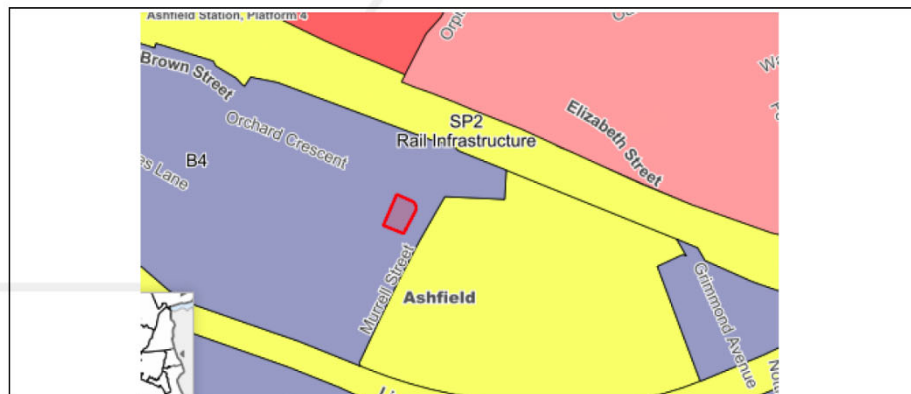 Ashfield Station, Platform 4
Brown Street
Orchard Crescent
B4
SP2
Rail Infrastructure
Elizabeth Street
Murrell Street
Ashfield
Grimmond Avenue